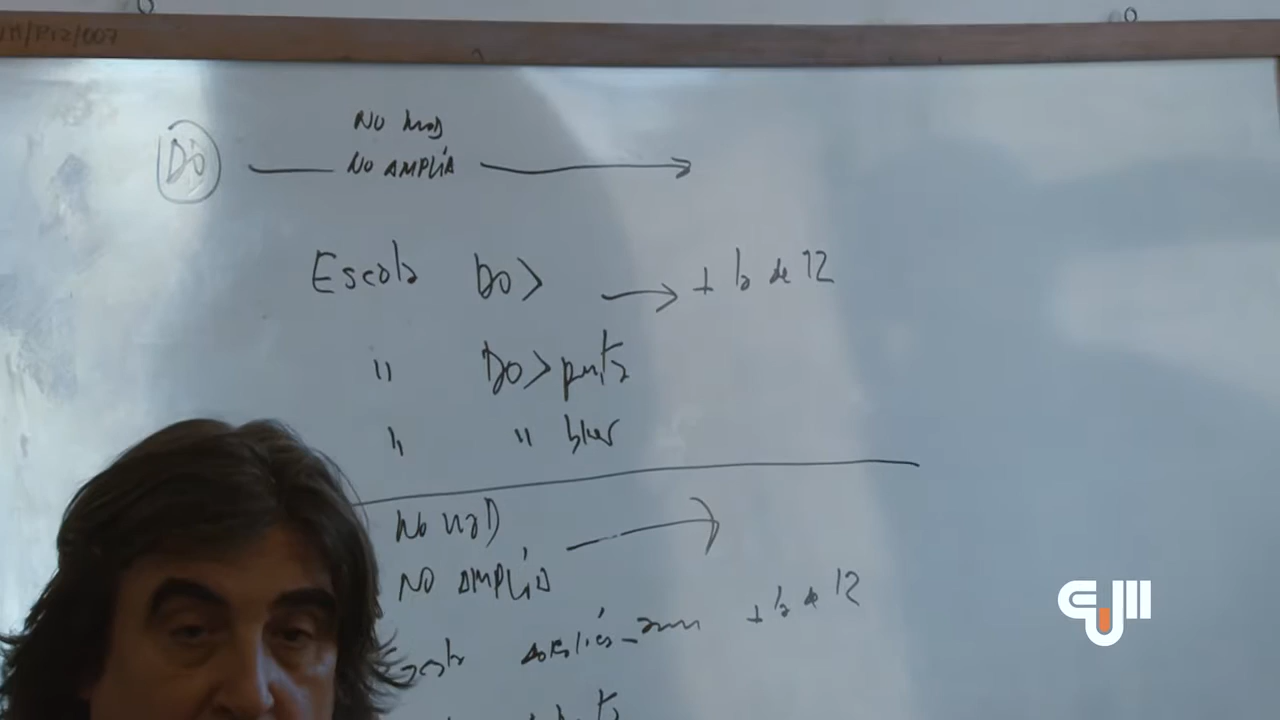 NO MOD
DO NO AMPLÍA
Escala DO> + la de 12
" DO> penta
" " blues
NO MOD
NO AMPLÍA
+ la de 12